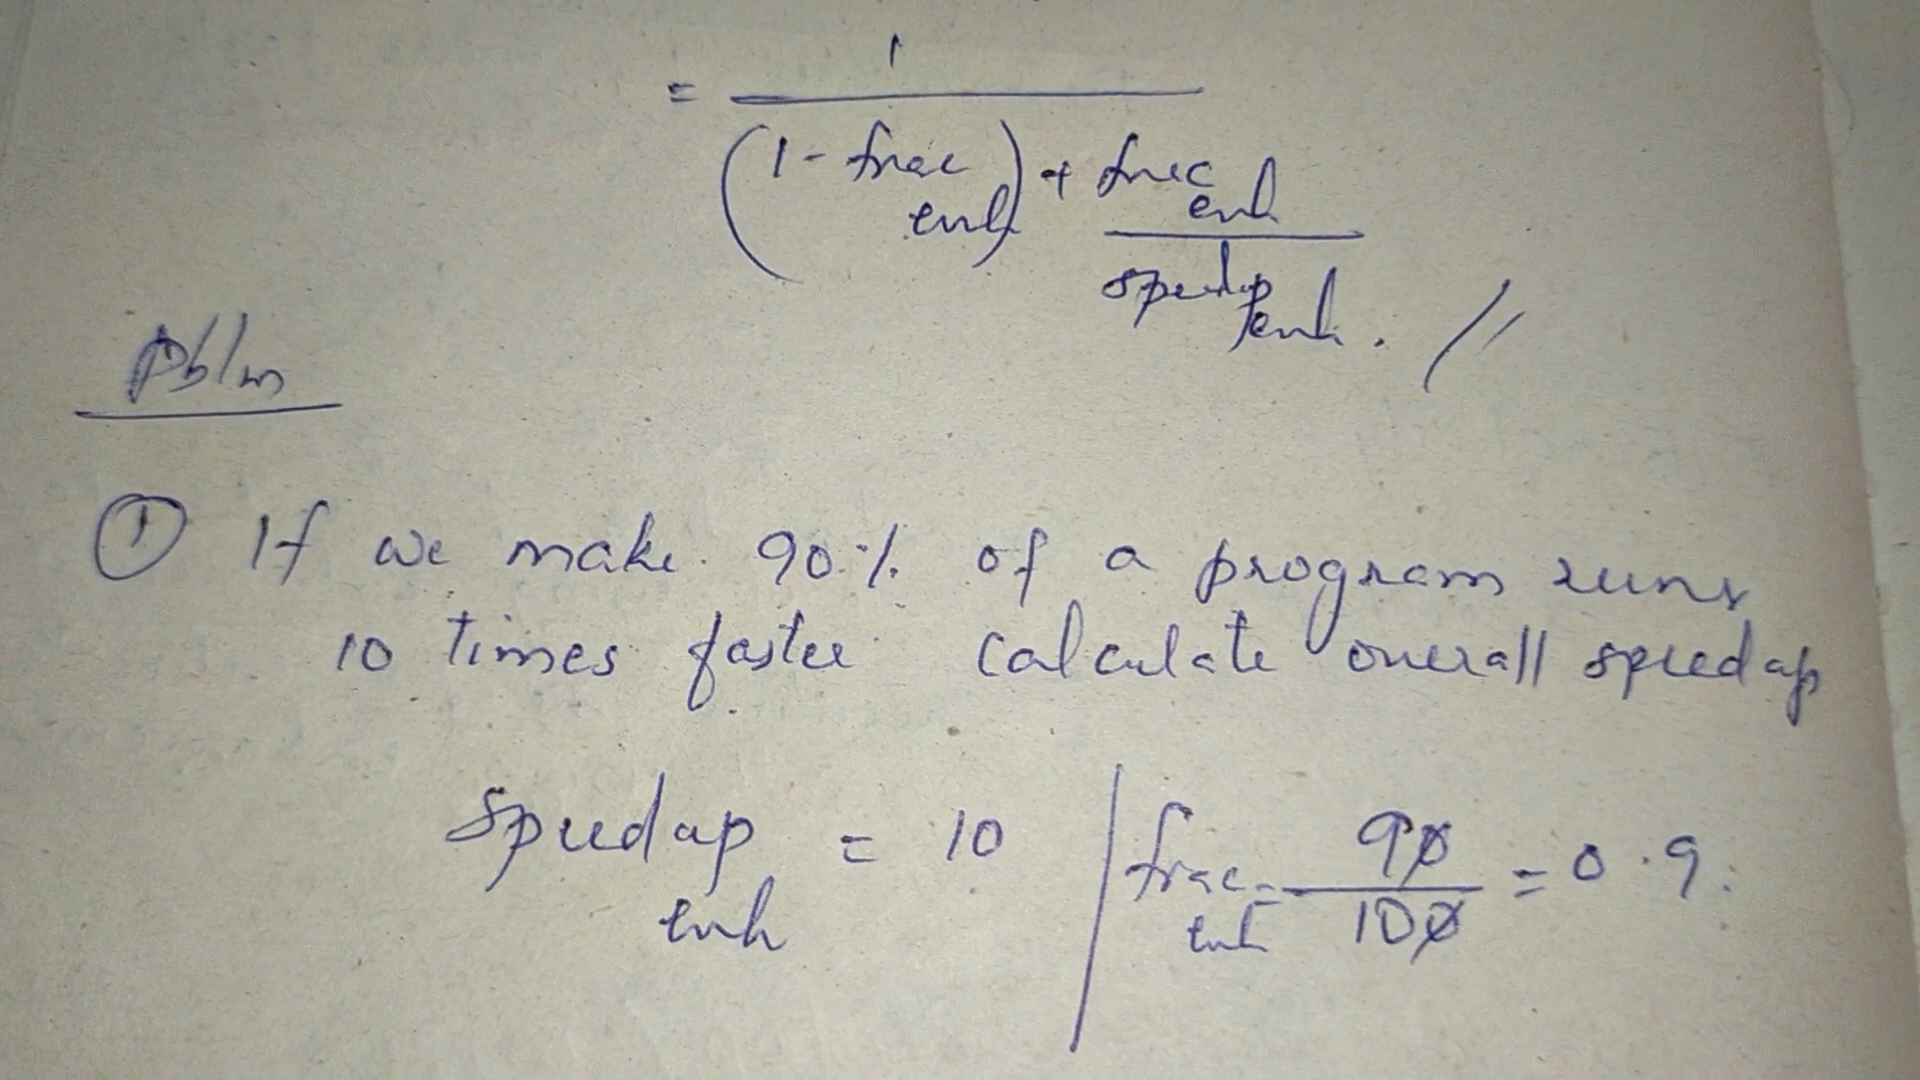 = 1 / ((1 - frac enh) + frac enh / speedup enh) . //
Pblm
① If we make 90% of a program runs
10 times faster calculate overall speedup
speedup enh = 10 | frac enh = 90/100 = 0.9.